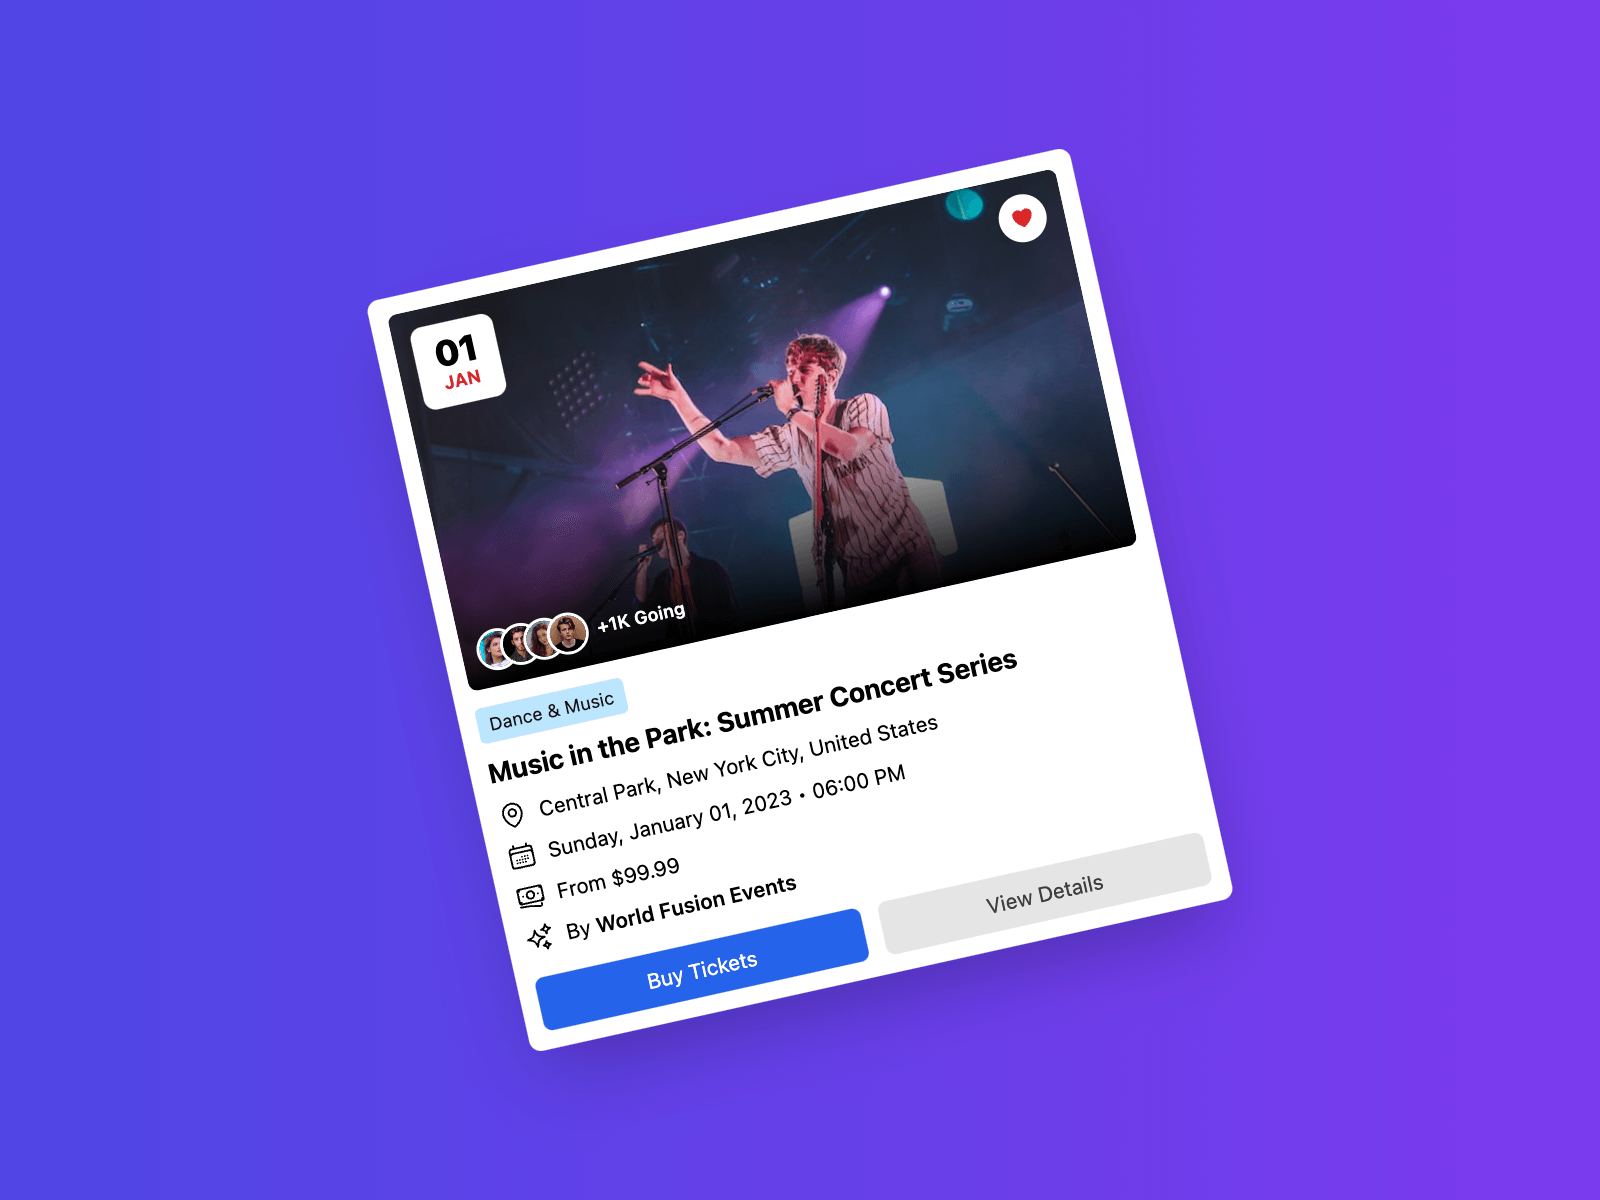 01
JAN
+1K Going
Dance & Music
Music in the Park: Summer Concert Series
Central Park, New York City, United States
Sunday, January 01, 2023 • 06:00 PM
From $99.99
By World Fusion Events
Buy Tickets
View Details